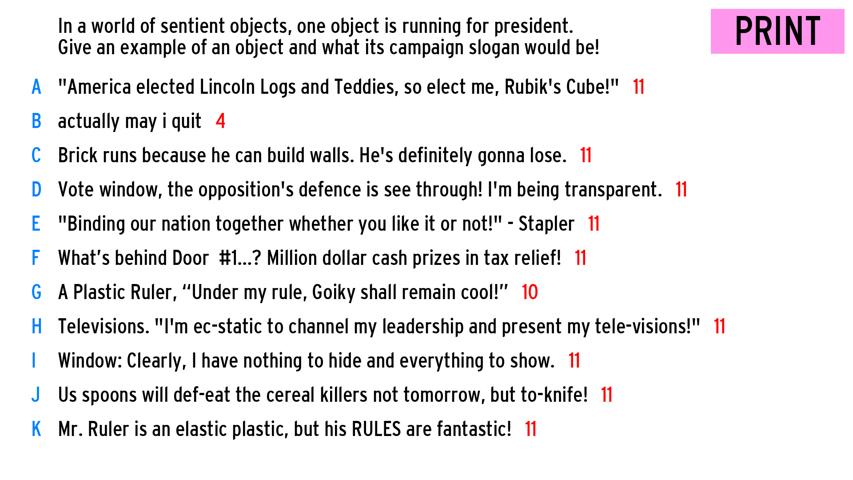 In a world of sentient objects, one object is running for president.
Give an example of an object and what its campaign slogan would be!
PRINT
A "America elected Lincoln Logs and Teddies, so elect me, Rubik's Cube!" 11
B actually may i quit 4
C Brick runs because he can build walls. He's definitely gonna lose. 11
D Vote window, the opposition's defence is see through! I'm being transparent. 11
E "Binding our nation together whether you like it or not!" - Stapler 11
F What’s behind Door #1...? Million dollar cash prizes in tax relief! 11
G A Plastic Ruler, “Under my rule, Goiky shall remain cool!” 10
H Televisions. "I'm ec-static to channel my leadership and present my tele-visions!" 11
I Window: Clearly, I have nothing to hide and everything to show. 11
J Us spoons will def-eat the cereal killers not tomorrow, but to-knife! 11
K Mr. Ruler is an elastic plastic, but his RULES are fantastic! 11